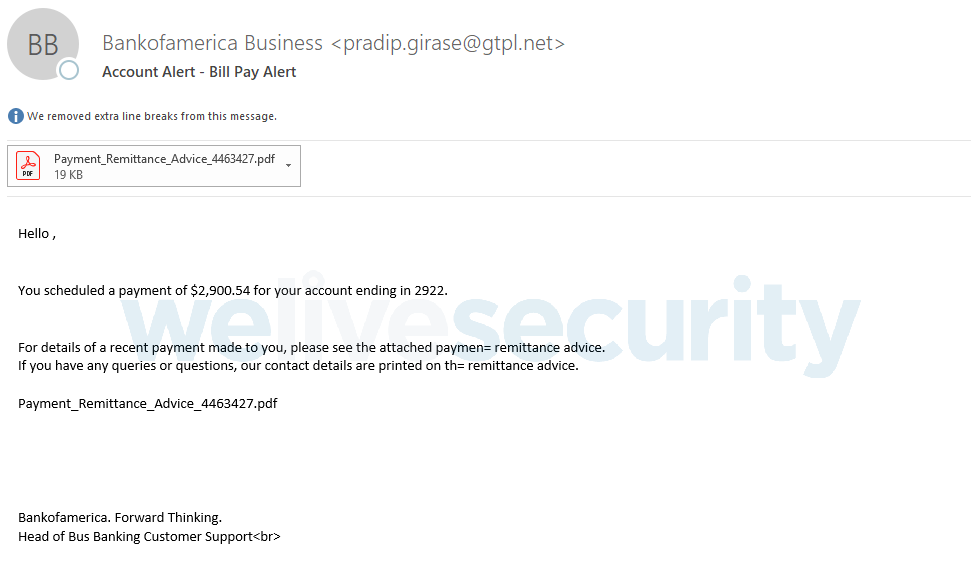 BB
Bankofamerica Business <pradip.girase@gtpl.net>
Account Alert - Bill Pay Alert
We removed extra line breaks from this message.
PDF
Payment_Remittance_Advice_4463427.pdf
19 KB
Hello ,
You scheduled a payment of $2,900.54 for your account ending in 2922.
welivesecurity
For details of a recent payment made to you, please see the attached paymen= remittance advice.
If you have any queries or questions, our contact details are printed on th= remittance advice.
Payment_Remittance_Advice_4463427.pdf
Bankofamerica. Forward Thinking.
Head of Bus Banking Customer Support<br>